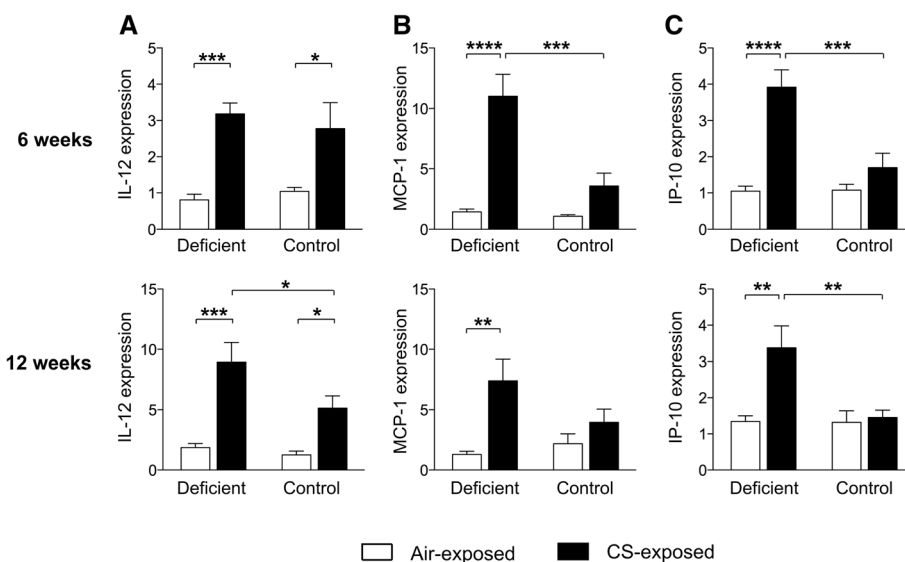 A
B
C
6 weeks
IL-12 expression
5
4
3
2
1
0
***
*
Deficient
Control
MCP-1 expression
15
10
5
0
****
***
Deficient
Control
IP-10 expression
5
4
3
2
1
0
****
***
Deficient
Control
12 weeks
IL-12 expression
15
10
5
0
***
*
*
Deficient
Control
MCP-1 expression
15
10
5
0
**
Deficient
Control
IP-10 expression
5
4
3
2
1
0
**
**
Deficient
Control
Air-exposed
CS-exposed